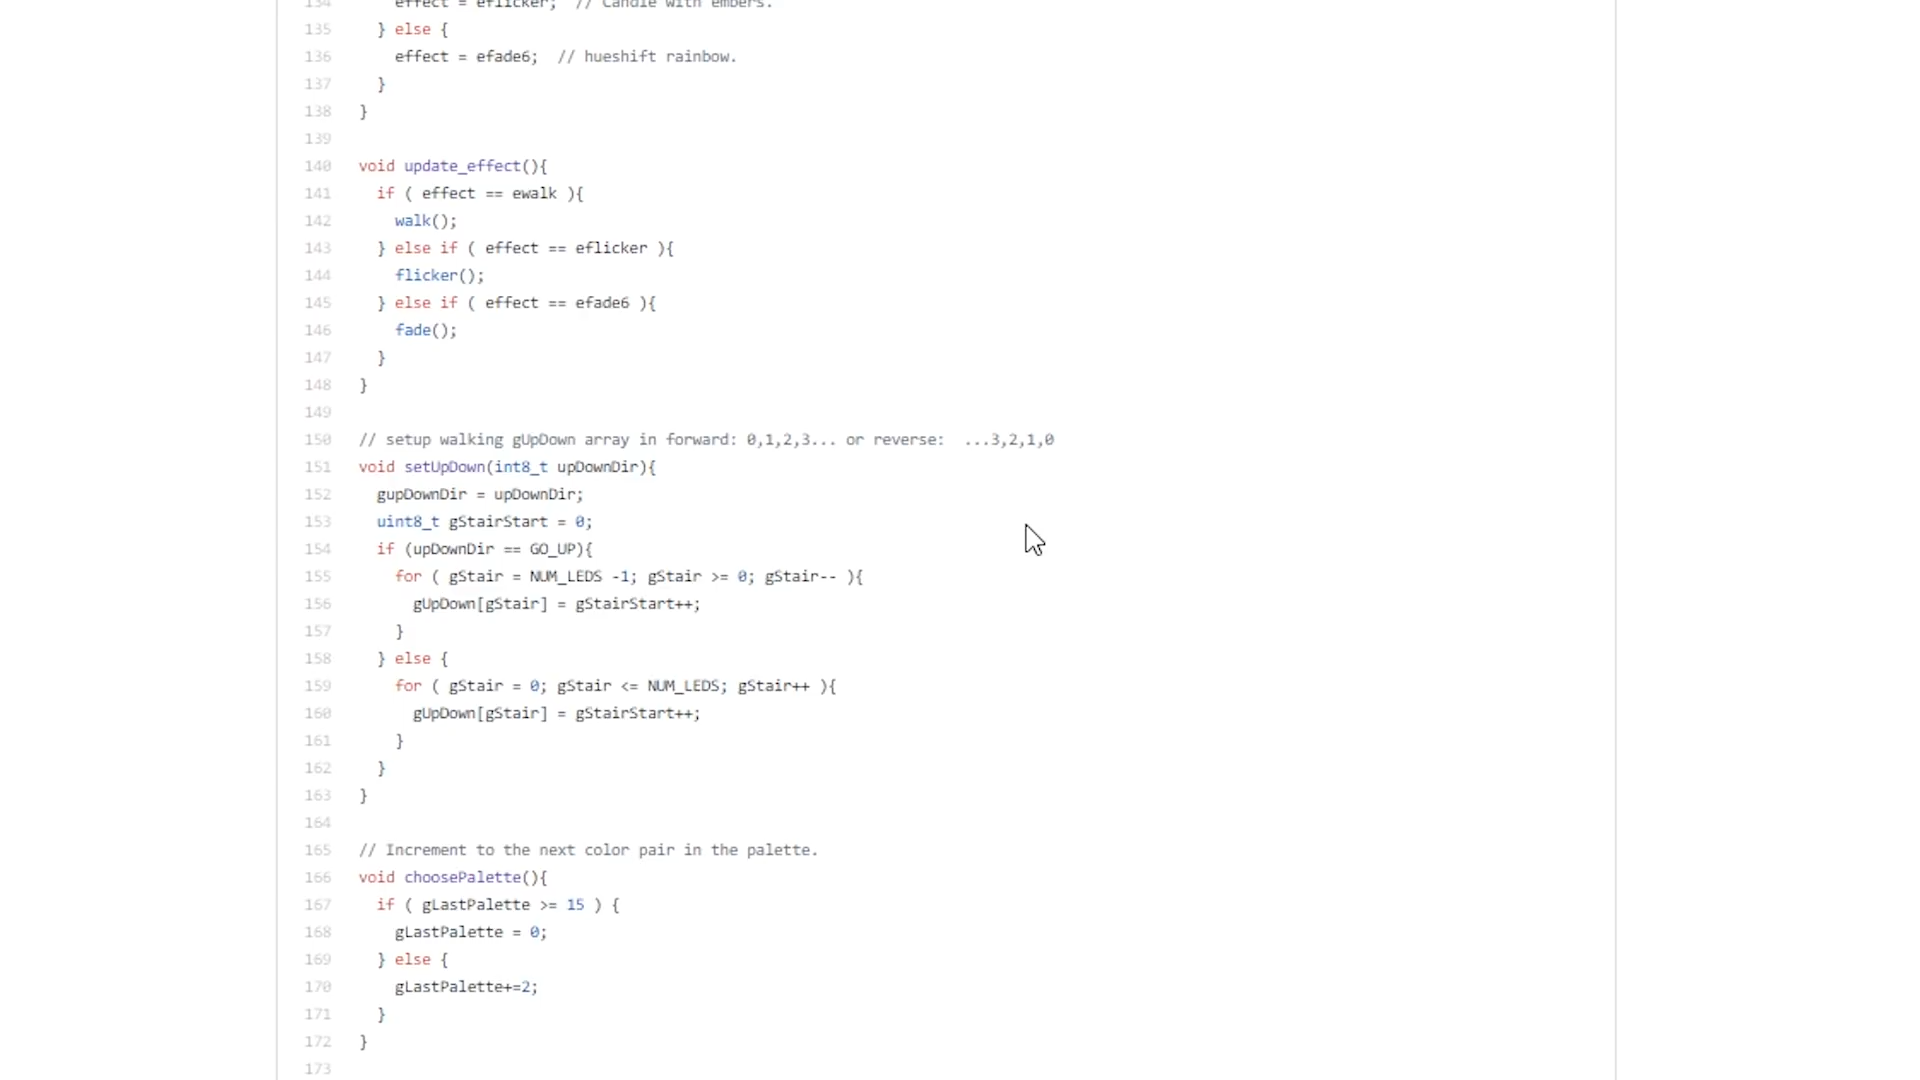 134 effect = eflicker; // Candle with embers.
135 } else {
136 effect = efade6; // hueshift rainbow.
137 }
138 }
139
140 void update_effect(){
141 if ( effect == ewalk ){
142 walk();
143 } else if ( effect == eflicker ){
144 flicker();
145 } else if ( effect == efade6 ){
146 fade();
147 }
148 }
149
150 // setup walking gUpDown array in forward: 0,1,2,3... or reverse: ...3,2,1,0
151 void setUpDown(int8_t upDownDir){
152 gupDownDir = upDownDir;
153 uint8_t gStairStart = 0;
154 if (upDownDir == GO_UP){
155 for ( gStair = NUM_LEDS -1; gStair >= 0; gStair-- ){
156 gUpDown[gStair] = gStairStart++;
157 }
158 } else {
159 for ( gStair = 0; gStair <= NUM_LEDS; gStair++ ){
160 gUpDown[gStair] = gStairStart++;
161 }
162 }
163 }
164
165 // Increment to the next color pair in the palette.
166 void choosePalette(){
167 if ( gLastPalette >= 15 ) {
168 gLastPalette = 0;
169 } else {
170 gLastPalette+=2;
171 }
172 }
173